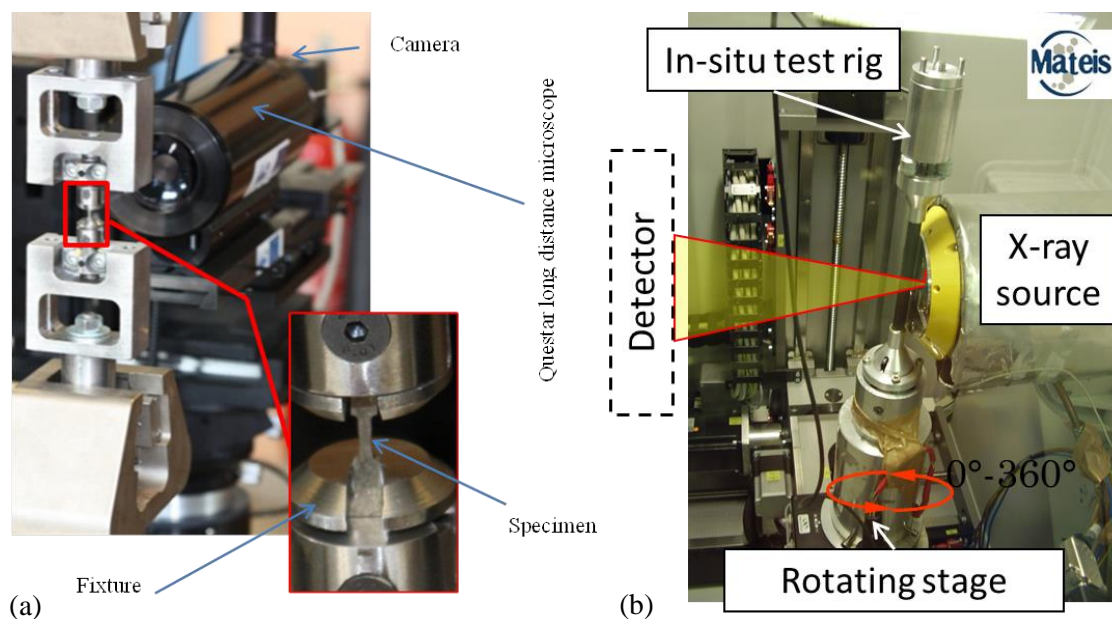 Camera
Questar long distance microscope
Specimen
Fixture
(a)
In-situ test rig
Mateis
Detector
X-ray
source
0°-360°
Rotating stage
(b)